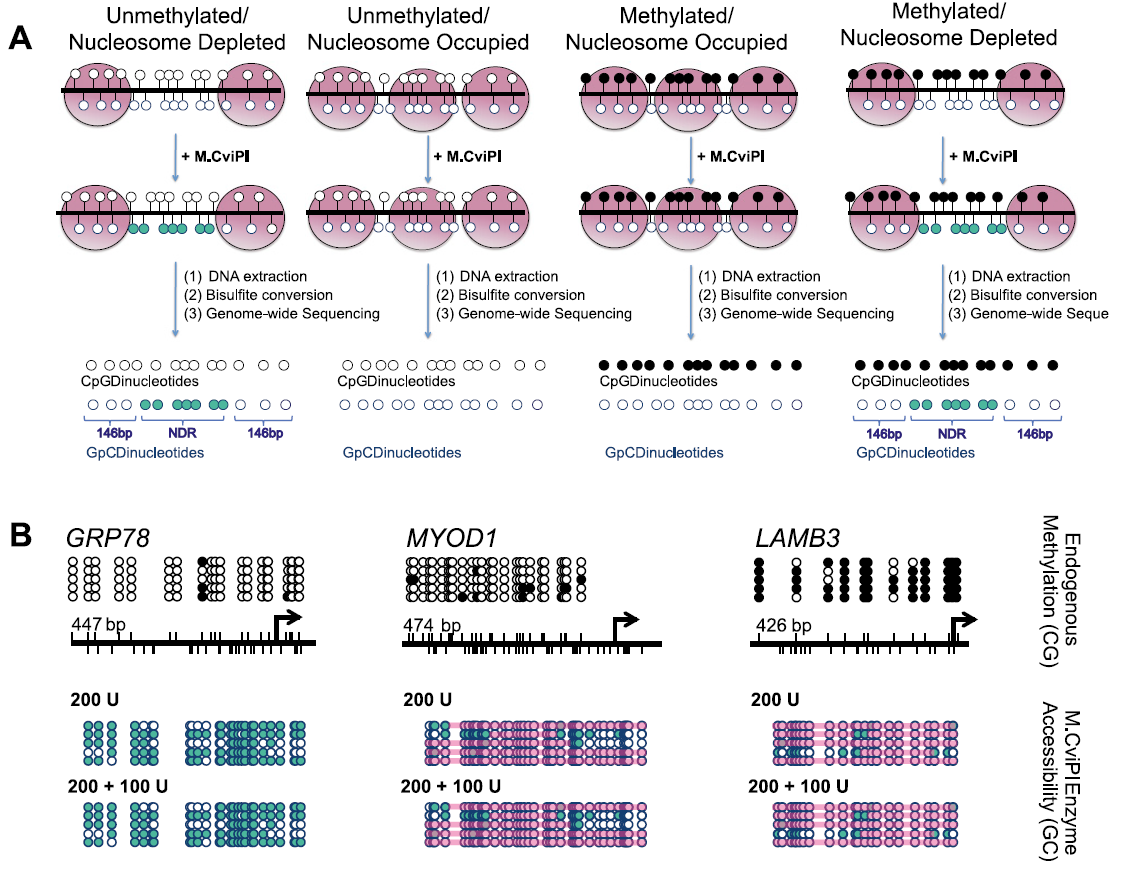 A
Unmethylated/
Nucleosome Depleted
Unmethylated/
Nucleosome Occupied
Methylated/
Nucleosome Occupied
Methylated/
Nucleosome Depleted
+ M.CviPI
+ M.CviPI
+ M.CviPI
+ M.CviPI
(1) DNA extraction
(2) Bisulfite conversion
(3) Genome-wide Sequencing
(1) DNA extraction
(2) Bisulfite conversion
(3) Genome-wide Sequencing
(1) DNA extraction
(2) Bisulfite conversion
(3) Genome-wide Sequencing
(1) DNA extraction
(2) Bisulfite conversion
(3) Genome-wide Seque
CpGDinucleotides
CpGDinucleotides
CpGDinucleotides
CpGDinucleotides
146bp NDR 146bp
146bp NDR 146bp
GpCDinucleotides
GpCDinucleotides
GpCDinucleotides
GpCDinucleotides
B
GRP78
MYOD1
LAMB3
447 bp
474 bp
426 bp
Endogenous
Methylation (CG)
200 U
200 U
200 U
200 + 100 U
200 + 100 U
200 + 100 U
M.CviPIEnzyme
Accessibility (GC)